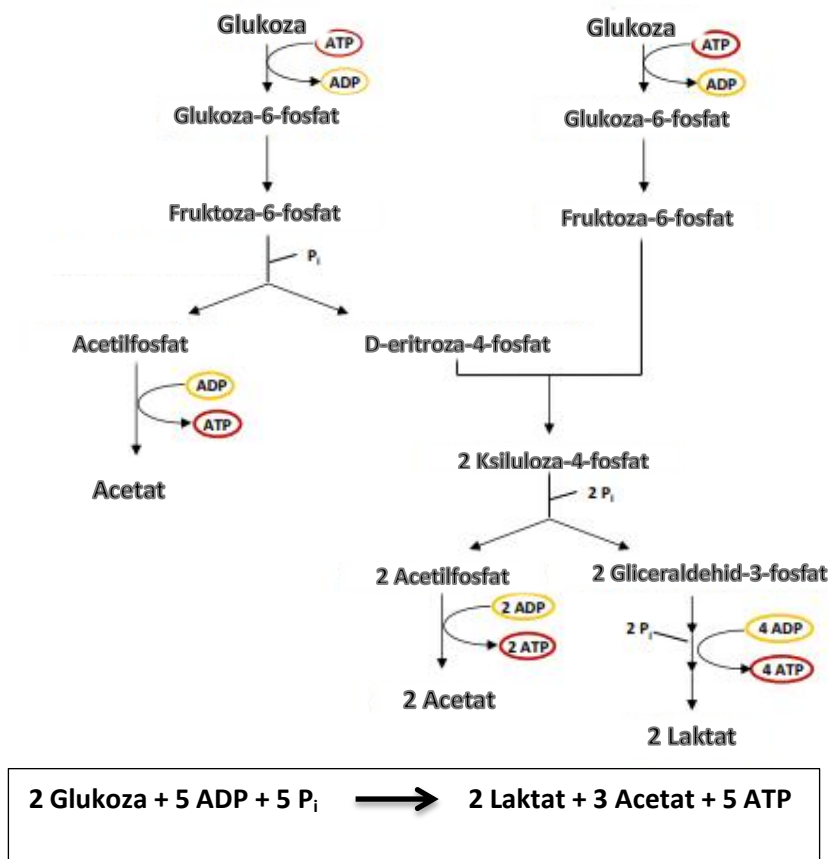 Glukoza Glukoza
ATP ATP
ADP ADP
Glukoza-6-fosfat Glukoza-6-fosfat
Fruktoza-6-fosfat Fruktoza-6-fosfat
Pi
Acetilfosfat D-eritroza-4-fosfat
ADP
ATP
Acetat 2 Ksiluloza-4-fosfat
2 Pi
2 Acetilfosfat 2 Gliceraldehid-3-fosfat
2 ADP 2 Pi 4 ADP
2 ATP 4 ATP
2 Acetat 2 Laktat
2 Glukoza + 5 ADP + 5 Pi ⟶ 2 Laktat + 3 Acetat + 5 ATP